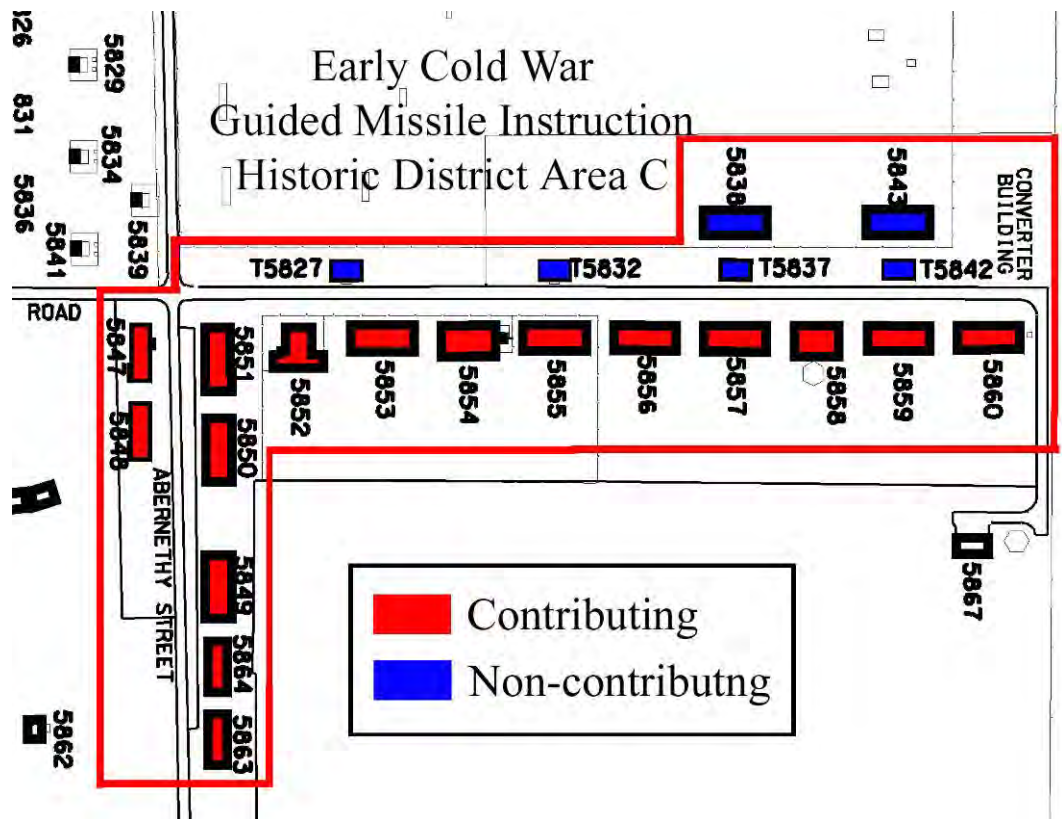 Early Cold War
Guided Missile Instruction
Historic District Area C
5829
831
5834
5836
5841
5839
5838
5843
CONVERTER
BUILDING
T5827
T5832
T5837
T5842
ROAD
5847
5848
5851
5850
5852
5853
5854
5855
5856
5857
5858
5859
5860
ABERNETHY STREET
5849
5864
5863
5862
5867
Contributing
Non-contributng